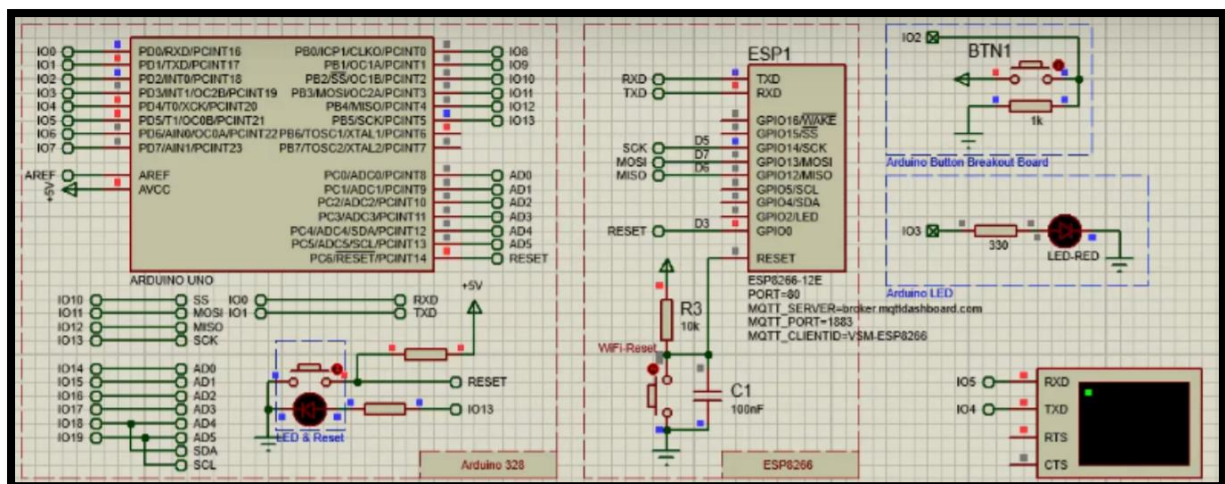 IO0 PD0/RXD/PCINT16 PB0/ICP1/CLKO/PCINT0 IO8
IO1 PD1/TXD/PCINT17 PB1/OC1A/PCINT1 IO9
IO2 PD2/INT0/PCINT18 PB2/SS/OC1B/PCINT2 IO10
IO3 PD3/INT1/OC2B/PCINT19 PB3/MOSI/OC2A/PCINT3 IO11
IO4 PD4/T0/XCK/PCINT20 PB4/MISO/PCINT4 IO12
IO5 PD5/T1/OC0B/PCINT21 PB5/SCK/PCINT5 IO13
IO6 PD6/AIN0/OC0A/PCINT22 PB6/TOSC1/XTAL1/PCINT6
IO7 PD7/AIN1/PCINT23 PB7/TOSC2/XTAL2/PCINT7
AREF AREF PC0/ADC0/PCINT8 AD0
+5V AVCC PC1/ADC1/PCINT9 AD1
PC2/ADC2/PCINT10 AD2
PC3/ADC3/PCINT11 AD3
PC4/ADC4/SDA/PCINT12 AD4
PC5/ADC5/SCL/PCINT13 AD5
PC6/RESET/PCINT14 RESET
ARDUINO UNO
IO10 SS IO0 RXD
IO11 MOSI IO1 TXD
IO12 MISO
IO13 SCK
+5V
IO14 AD0
IO15 AD1
IO16 AD2
IO17 AD3
IO18 AD4
IO19 AD5
SDA
SCL
RESET
IO13
LED & Reset
Arduino 328
ESP1
RXD TXD
TXD RXD
GPIO16/WAKE
GPIO15/SS
SCK D5 GPIO14/SCK
MOSI D7 GPIO13/MOSI
MISO D6 GPIO12/MISO
GPIO5/SCL
GPIO4/SDA
GPIO2/LED
RESET D3 GPIO0
RESET
ESP8266-12E
PORT=80
MQTT_SERVER=broker.mqttdashboard.com
MQTT_PORT=1883
MQTT_CLIENTID=VSM-ESP8266
R3
10k
WiFi-Reset
C1
100nF
ESP8266
IO2
BTN1
1k
Arduino Button Breakout Board
IO3
330
LED-RED
Arduino LED
IO5 RXD
IO4 TXD
RTS
CTS